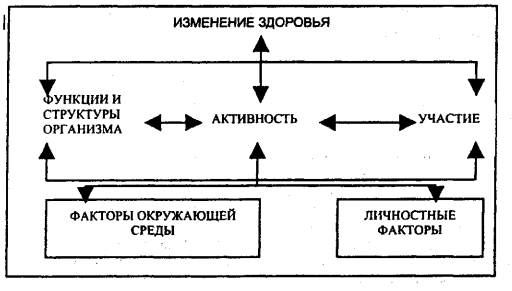 ИЗМЕНЕНИЕ ЗДОРОВЬЯ
ФУНКЦИИ И
СТРУКТУРЫ
ОРГАНИЗМА
АКТИВНОСТЬ
УЧАСТИЕ
ФАКТОРЫ ОКРУЖАЮЩЕЙ
СРЕДЫ
ЛИЧНОСТНЫЕ
ФАКТОРЫ